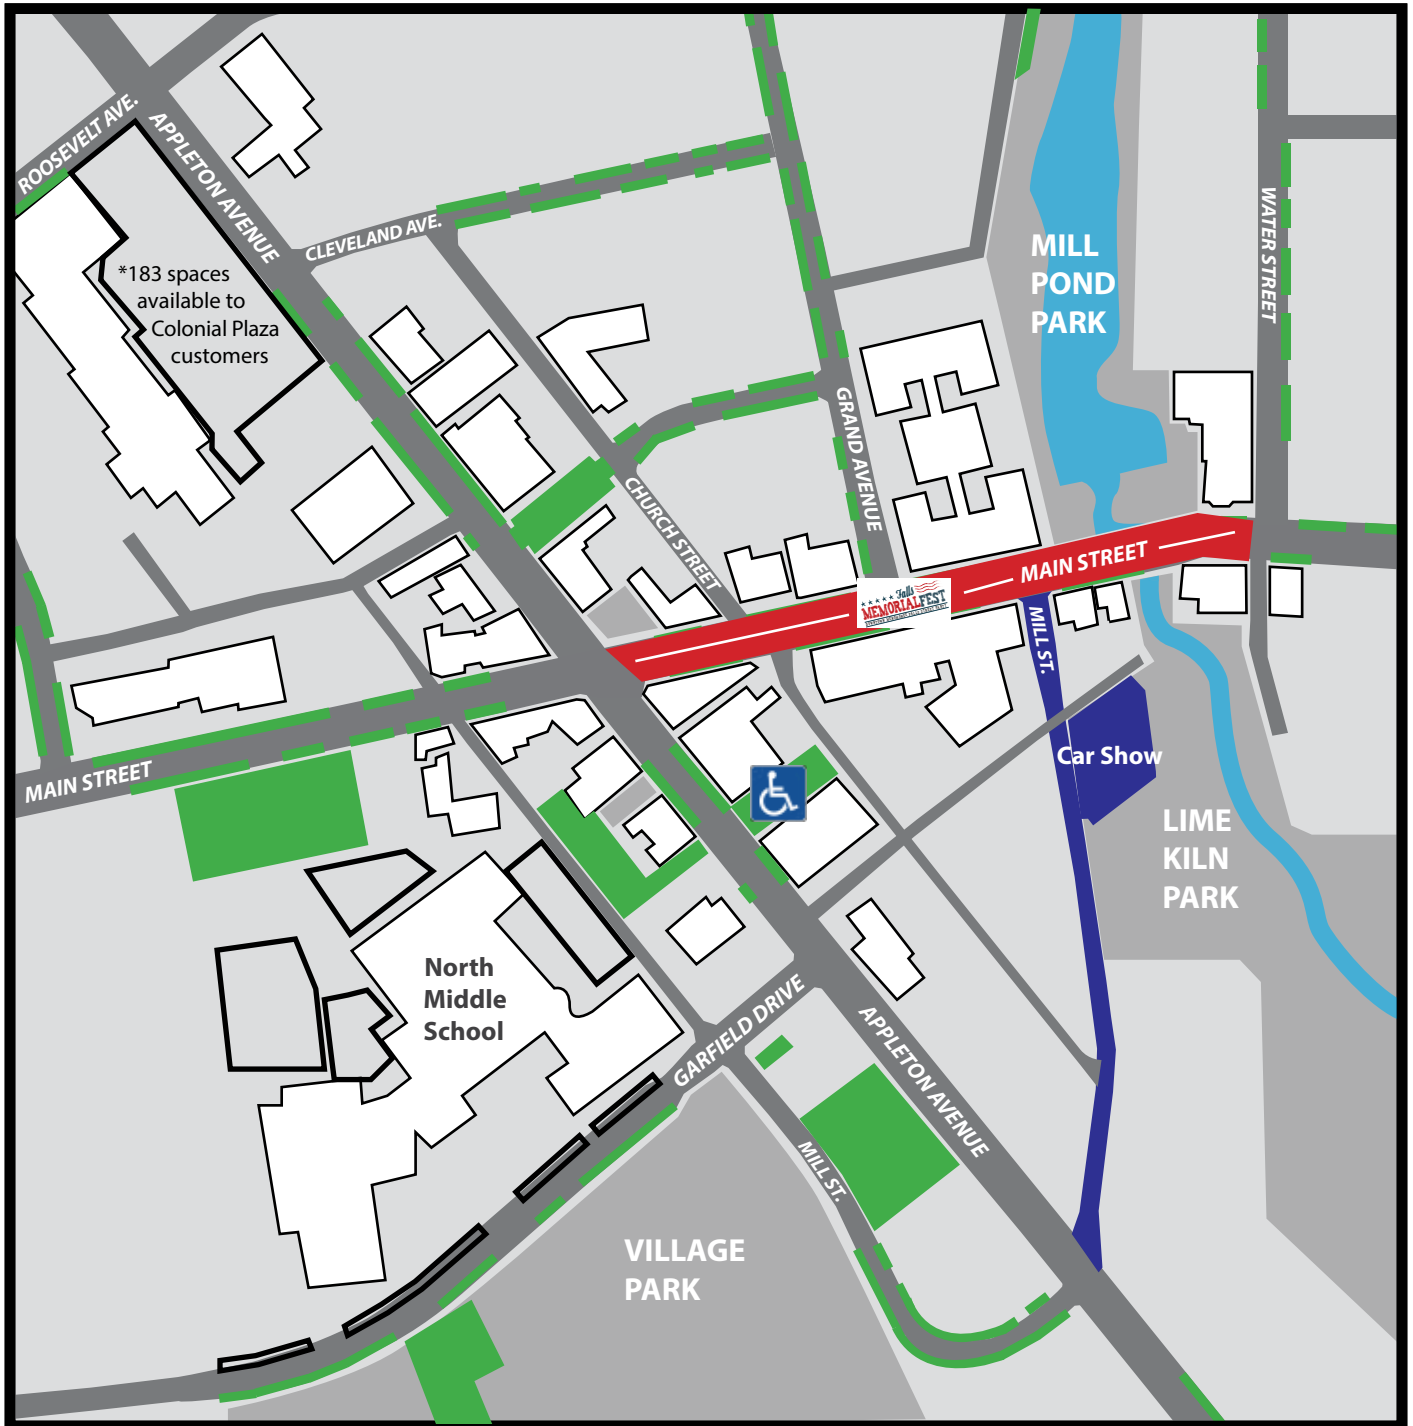 ROOSEVELT AVE.
APPLETON AVENUE
CLEVELAND AVE.
*183 spaces
available to
Colonial Plaza
customers
MILL
POND
PARK
WATER STREET
GRAND AVENUE
CHURCH STREET
MAIN STREET
Falls
MEMORIALFEST
MILL ST.
Car Show
MAIN STREET
LIME
KILN
PARK
North
Middle
School
GARFIELD DRIVE
APPLETON AVENUE
MILL ST.
VILLAGE
PARK